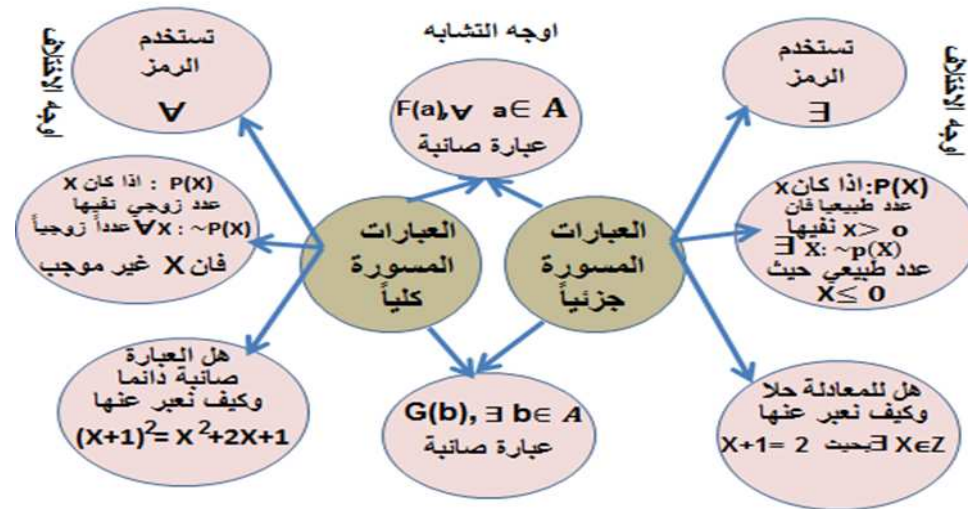 اوجه الاختلاف
تستخدم
الرمز
∃
P(X):اذا كان x
عدد طبيعيا فان
x> o نفيها
∃ X: ~p(X)
عدد طبيعي حيث
X≤ 0
هل للمعادلة حلا
وكيف نعبر عنها
X+1= 2 بحيث ∃ X∈Z
العبارات
المسورة
جزئياً
اوجه التشابه
F(a),∀ a∈ A
عبارة صائبة
G(b), ∃ b∈ A
عبارة صائبة
العبارات
المسورة
كلياً
اوجه الاختلاف
تستخدم
الرمز
∀
P(X) : اذا كان X
عدد زوجي نفيها
∀X : ~P(X) عدداً زوجياً
فان X غير موجب
هل العبارة
صائبة دائما
وكيف نعبر عنها
(X+1)²= X²+2X+1